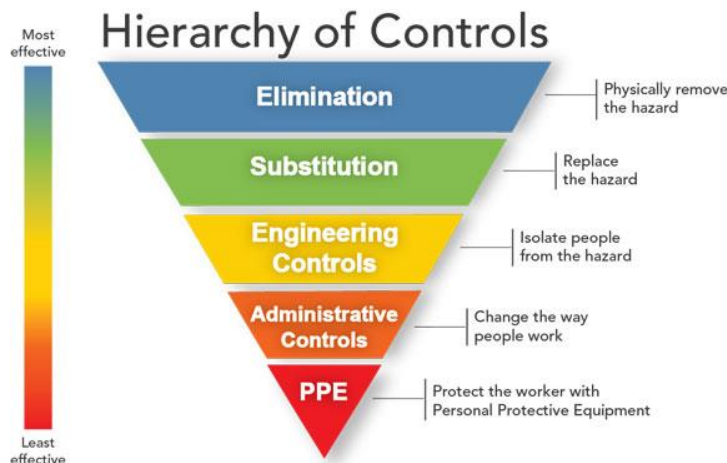 Hierarchy of Controls
Most
effective
Elimination
Physically remove
the hazard
Substitution
Replace
the hazard
Engineering
Controls
Isolate people
from the hazard
Administrative
Controls
Change the way
people work
PPE
Protect the worker with
Personal Protective Equipment
Least
effective